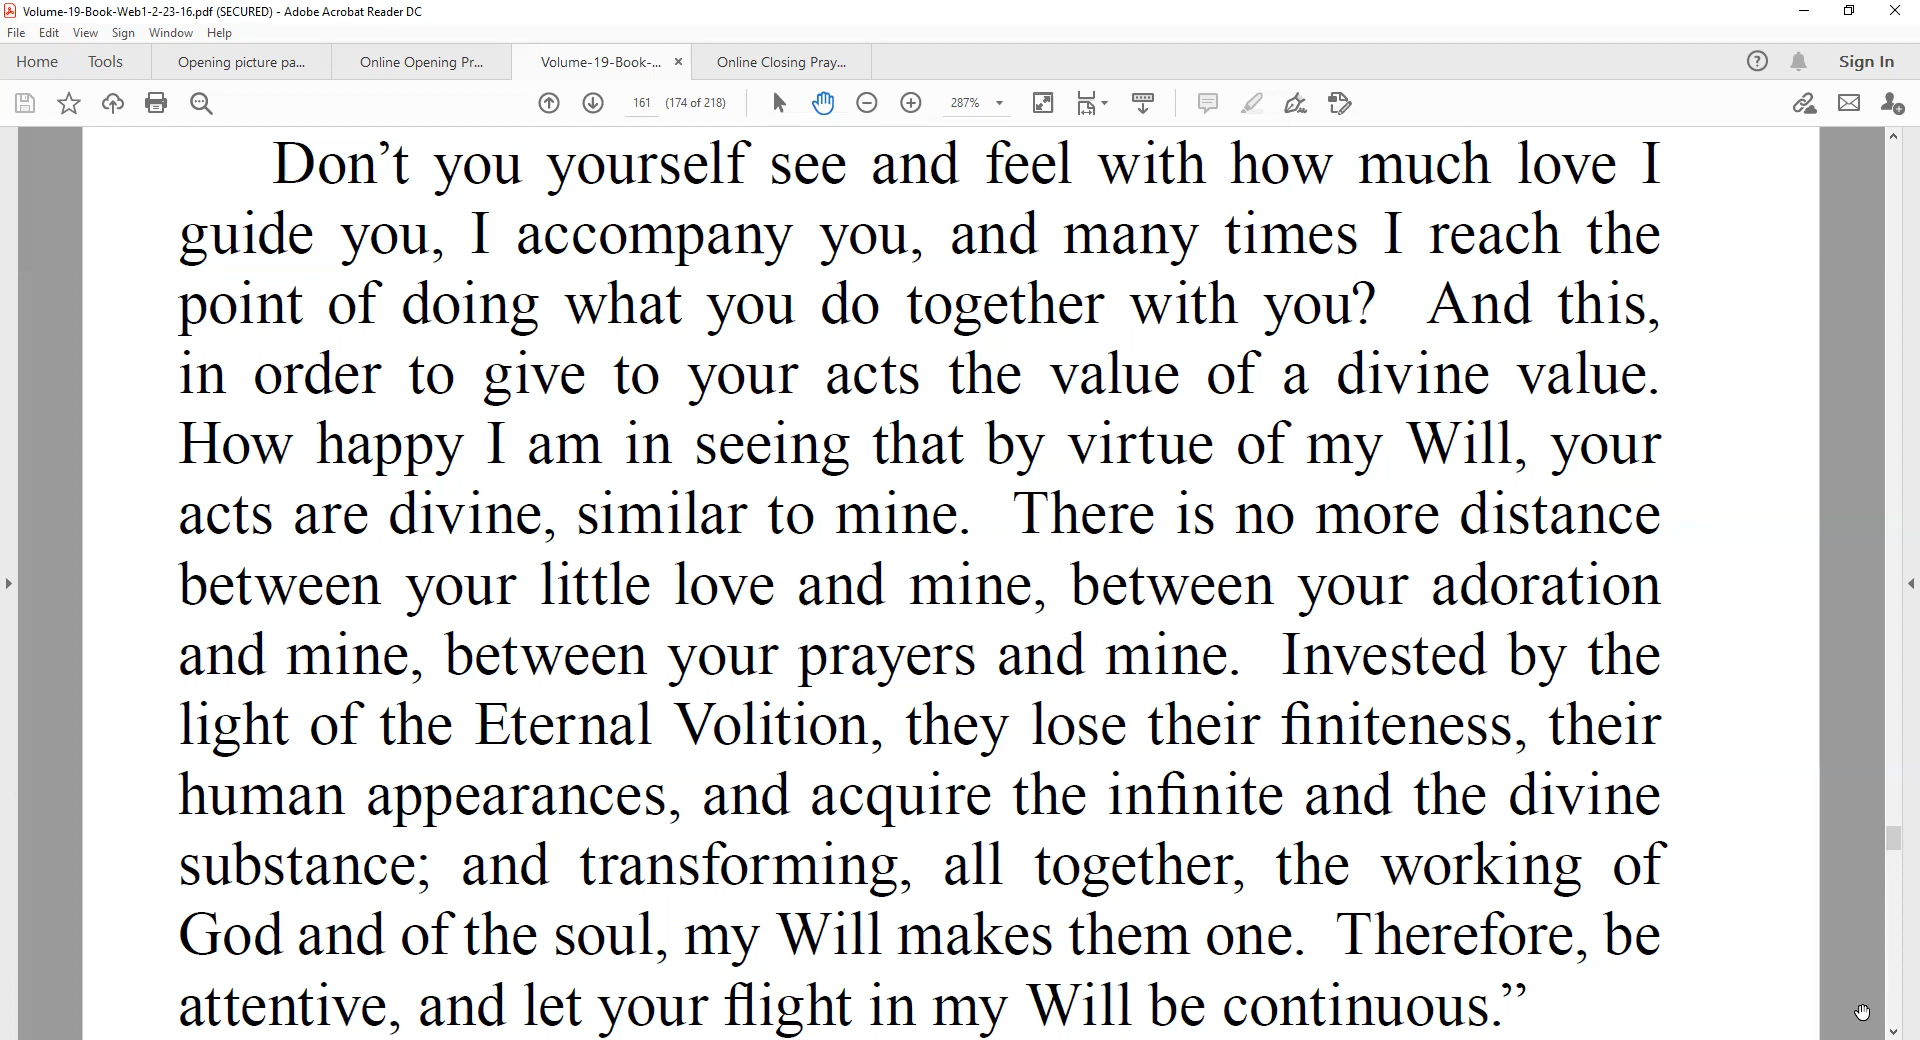 Volume-19-Book-Web1-2-23-16.pdf (SECURED) - Adobe Acrobat Reader DC
File Edit View Sign Window Help
Home Tools Opening picture pa... Online Opening Pr... Volume-19-Book-... × Online Closing Pray... Sign In
161 (174 of 218) 287%
Don’t you yourself see and feel with how much love I
guide you, I accompany you, and many times I reach the
point of doing what you do together with you? And this,
in order to give to your acts the value of a divine value.
How happy I am in seeing that by virtue of my Will, your
acts are divine, similar to mine. There is no more distance
between your little love and mine, between your adoration
and mine, between your prayers and mine. Invested by the
light of the Eternal Volition, they lose their finiteness, their
human appearances, and acquire the infinite and the divine
substance; and transforming, all together, the working of
God and of the soul, my Will makes them one. Therefore, be
attentive, and let your flight in my Will be continuous.”